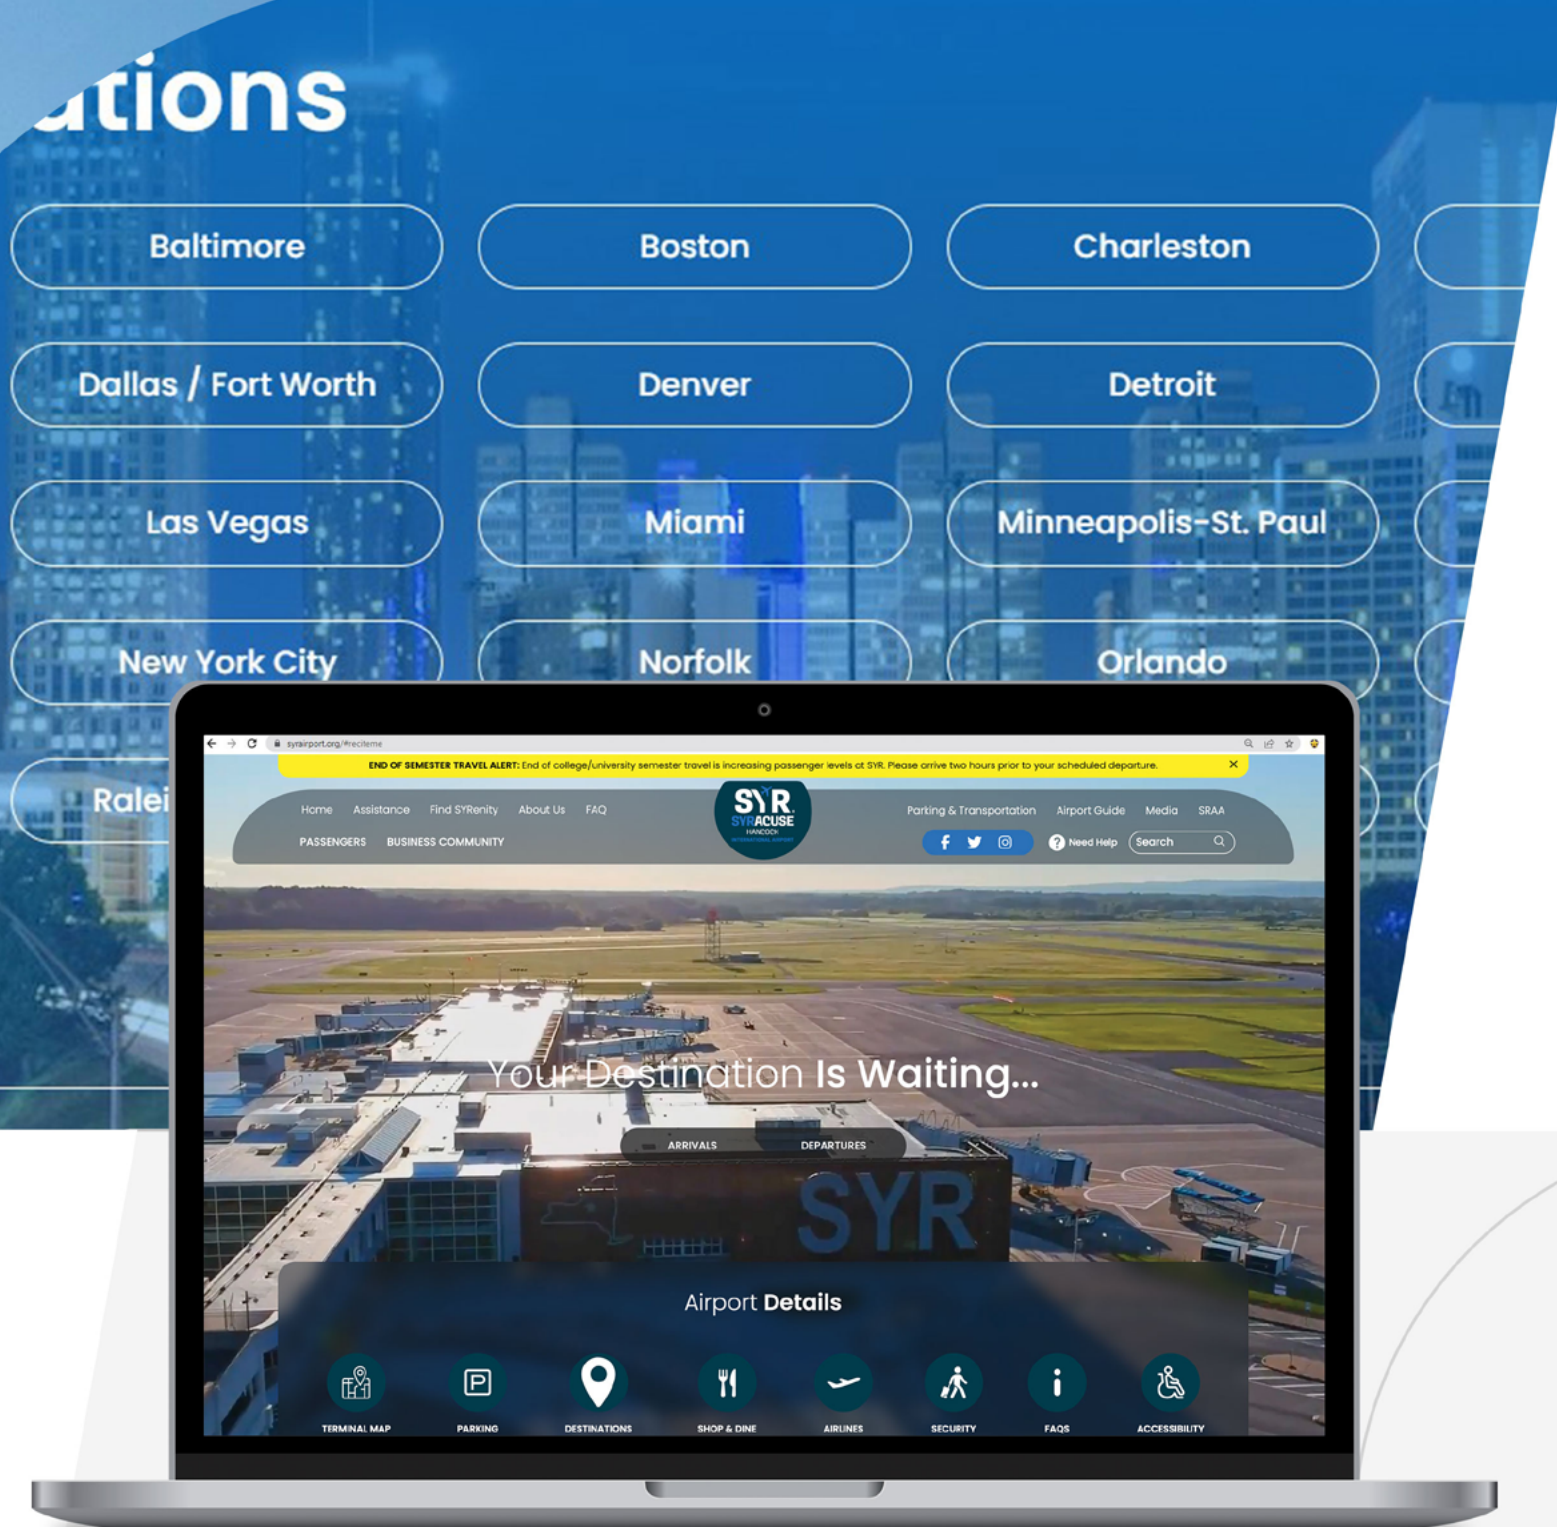 ations
Baltimore
Boston
Charleston
Dallas / Fort Worth
Denver
Detroit
Las Vegas
Miami
Minneapolis-St. Paul
New York City
Norfolk
Orlando
Ralei
syrairport.org/#reciteme
END OF SEMESTER TRAVEL ALERT: End of college/university semester travel is increasing passenger levels at SYR. Please arrive two hours prior to your scheduled departure.
Home Assistance Find SYRenity About Us FAQ
PASSENGERS BUSINESS COMMUNITY
SYR
SYRACUSE
HANCOCK
INTERNATIONAL AIRPORT
Parking & Transportation Airport Guide Media SRAA
Need Help Search
Your Destination Is Waiting...
ARRIVALS DEPARTURES
SYR
Airport Details
TERMINAL MAP PARKING DESTINATIONS SHOP & DINE AIRLINES SECURITY FAQS ACCESSIBILITY